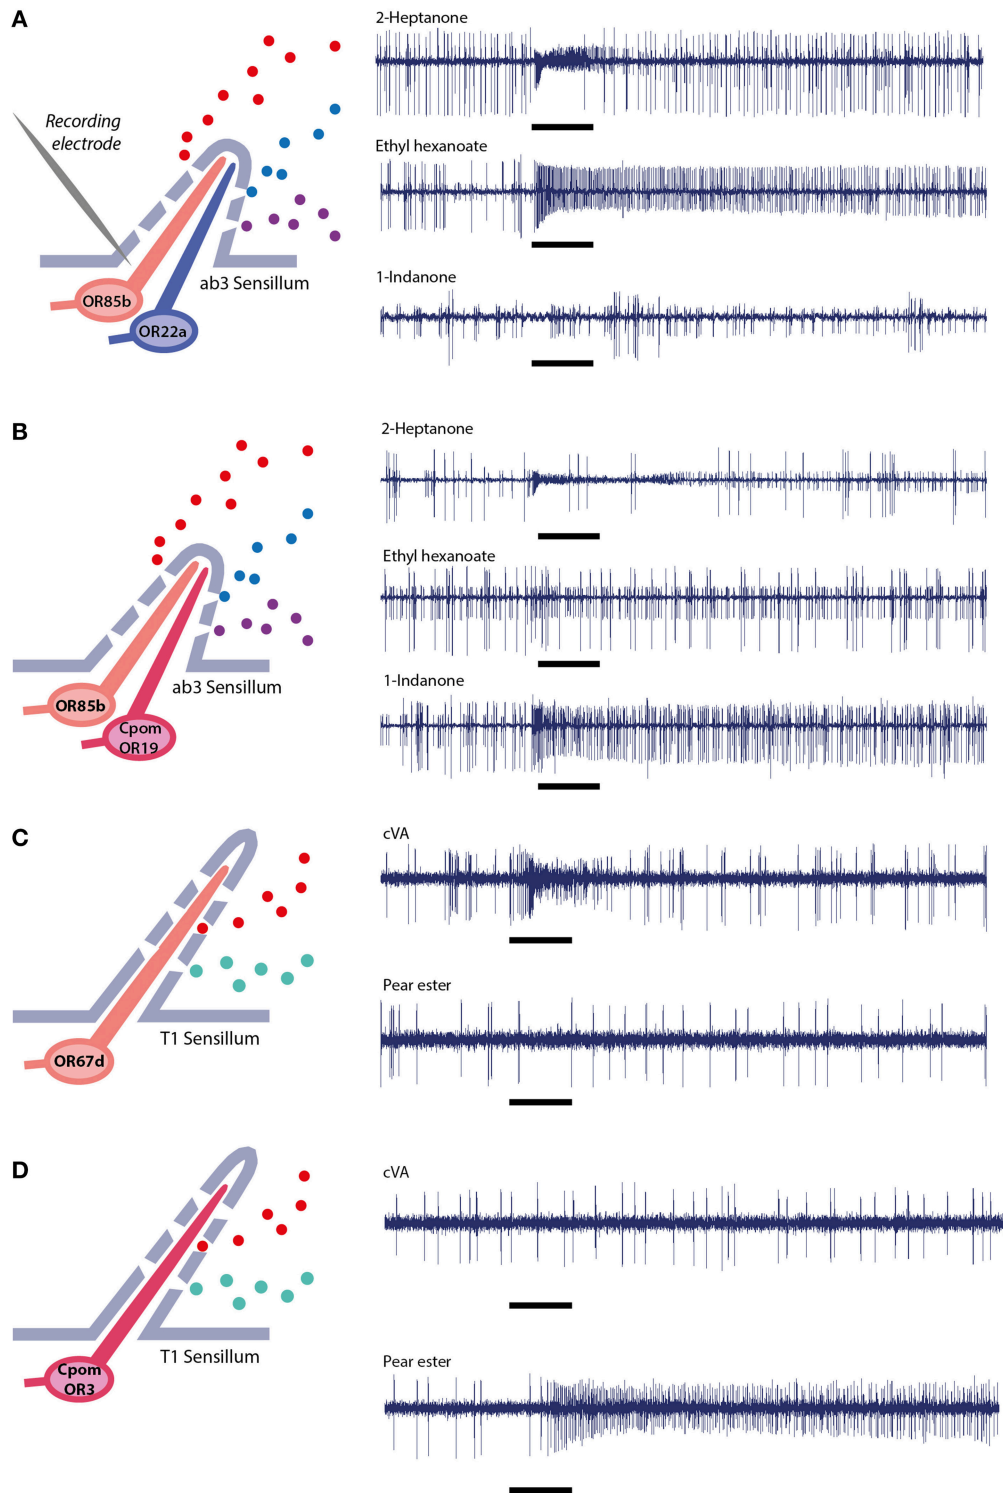 A
2-Heptanone
Recording
electrode
Ethyl hexanoate
ab3 Sensillum
1-Indanone
OR85b
OR22a
B
2-Heptanone
Ethyl hexanoate
ab3 Sensillum
1-Indanone
OR85b
Cpom
OR19
C
cVA
Pear ester
T1 Sensillum
OR67d
D
cVA
T1 Sensillum
Pear ester
Cpom
OR3